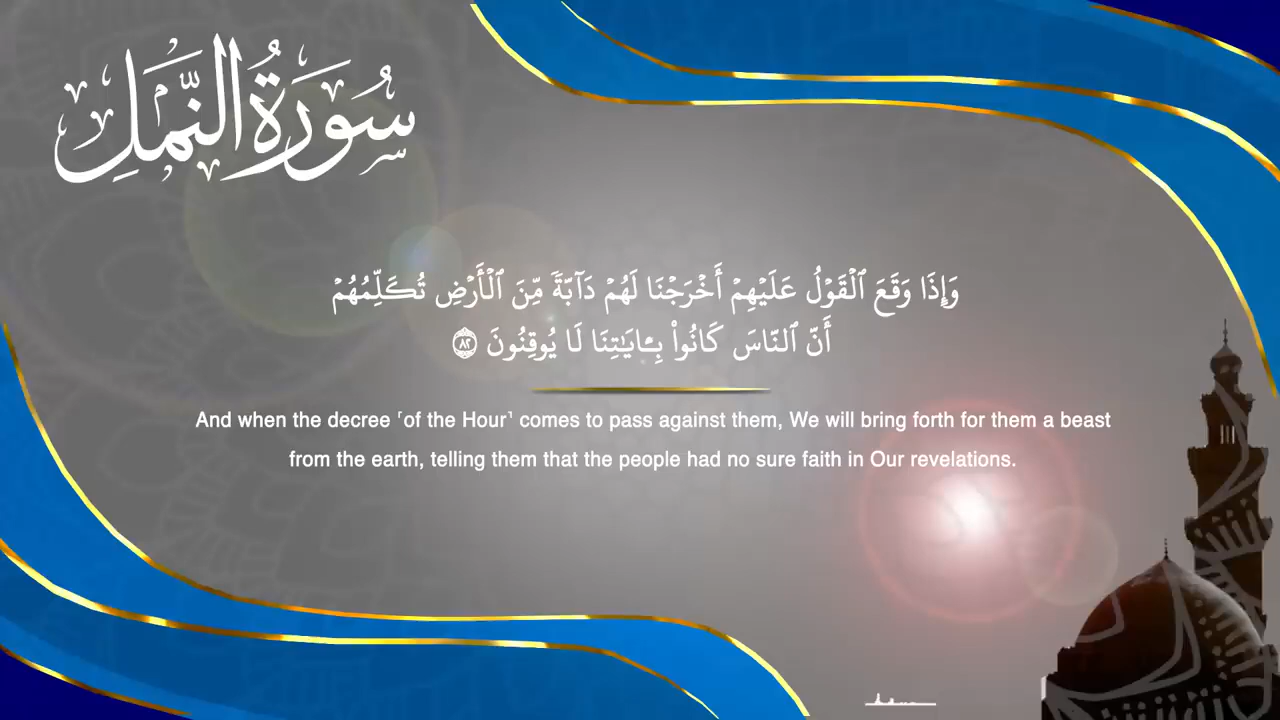 سُورَةُ النَّمل
وَإِذَا وَقَعَ ٱلْقَوْلُ عَلَيْهِمْ أَخْرَجْنَا لَهُمْ دَآبَّةً مِّنَ ٱلْأَرْضِ تُكَلِّمُهُمْ
أَنَّ ٱلنَّاسَ كَانُوا۟ بِـَٔايَـٰتِنَا لَا يُوقِنُونَ ٨٢
And when the decree ˹of the Hour˺ comes to pass against them, We will bring forth for them a beast
from the earth, telling them that the people had no sure faith in Our revelations.